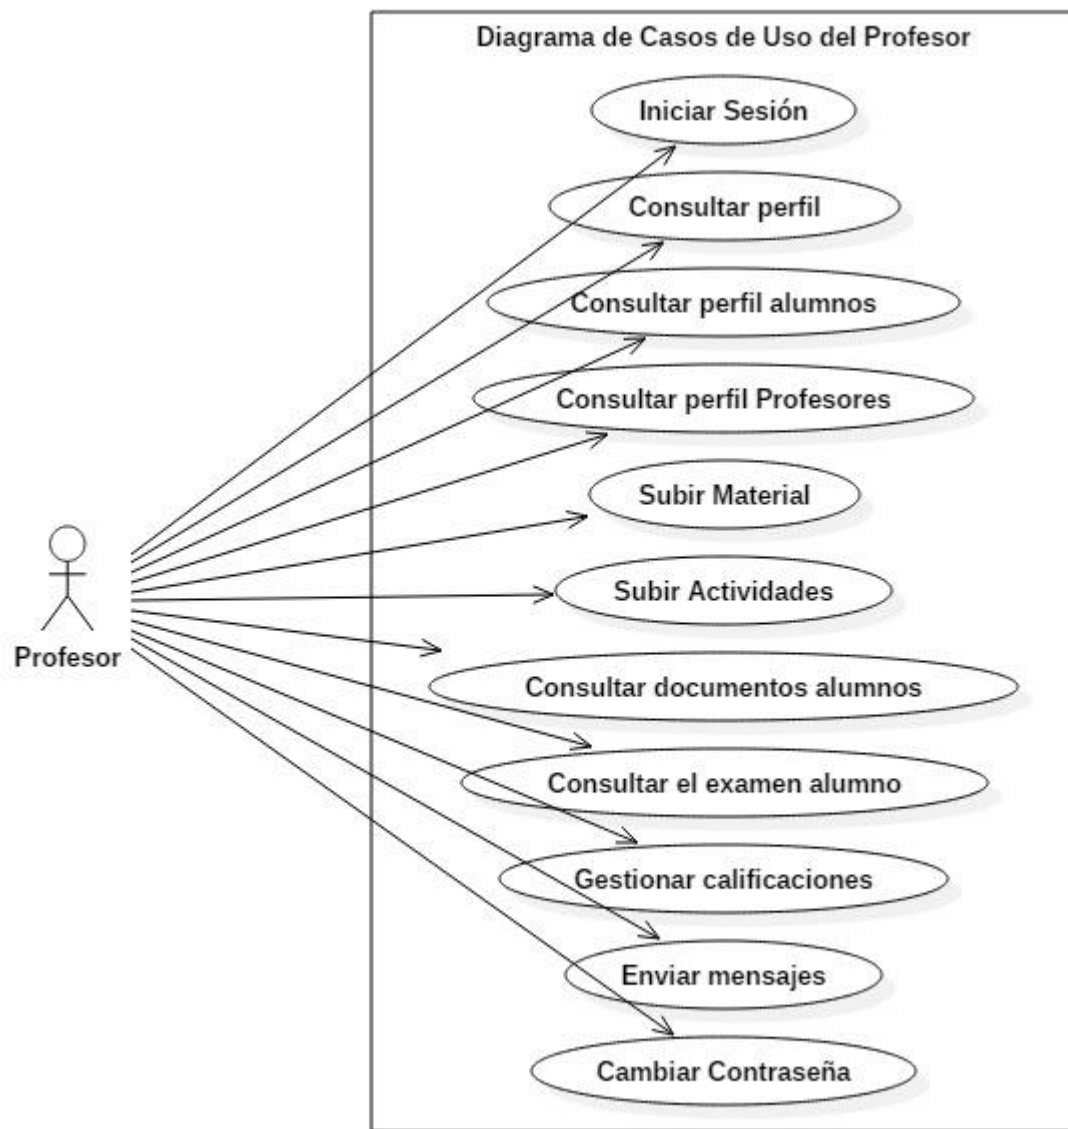 Diagrama de Casos de Uso del Profesor
Iniciar Sesión
Consultar perfil
Consultar perfil alumnos
Consultar perfil Profesores
Subir Material
Subir Actividades
Profesor
Consultar documentos alumnos
Consultar el examen alumno
Gestionar calificaciones
Enviar mensajes
Cambiar Contraseña